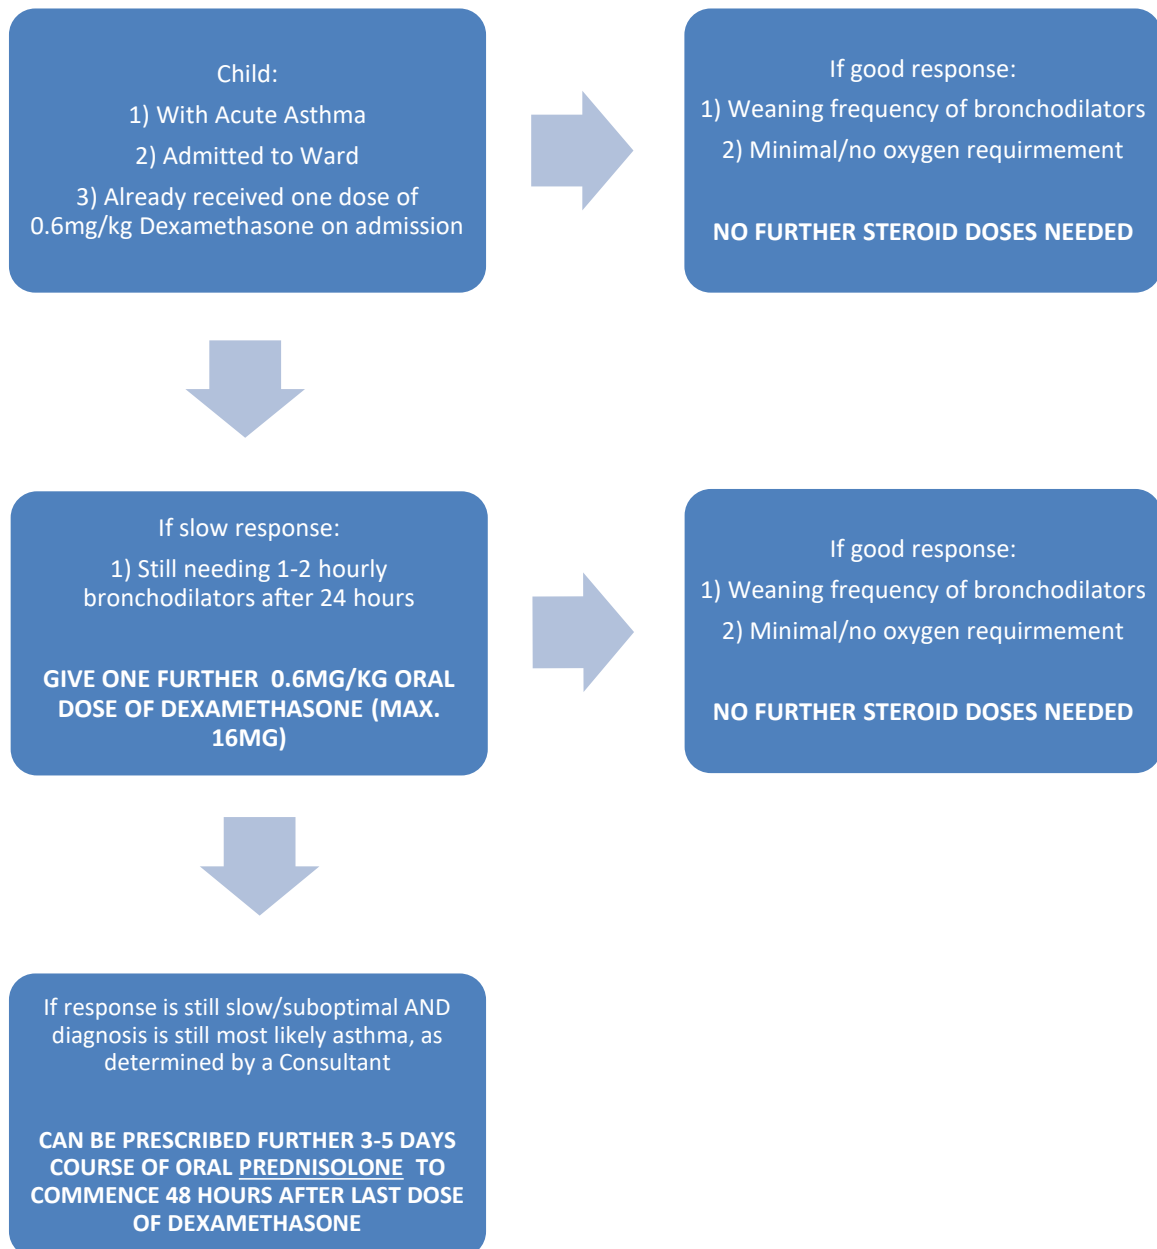 Child:
1) With Acute Asthma
2) Admitted to Ward
3) Already received one dose of
0.6mg/kg Dexamethasone on admission
If good response:
1) Weaning frequency of bronchodilators
2) Minimal/no oxygen requirmement
NO FURTHER STEROID DOSES NEEDED
If slow response:
1) Still needing 1-2 hourly
bronchodilators after 24 hours
GIVE ONE FURTHER 0.6MG/KG ORAL
DOSE OF DEXAMETHASONE (MAX.
16MG)
If good response:
1) Weaning frequency of bronchodilators
2) Minimal/no oxygen requirmement
NO FURTHER STEROID DOSES NEEDED
If response is still slow/suboptimal AND
diagnosis is still most likely asthma, as
determined by a Consultant
CAN BE PRESCRIBED FURTHER 3-5 DAYS
COURSE OF ORAL PREDNISOLONE TO
COMMENCE 48 HOURS AFTER LAST DOSE
OF DEXAMETHASONE